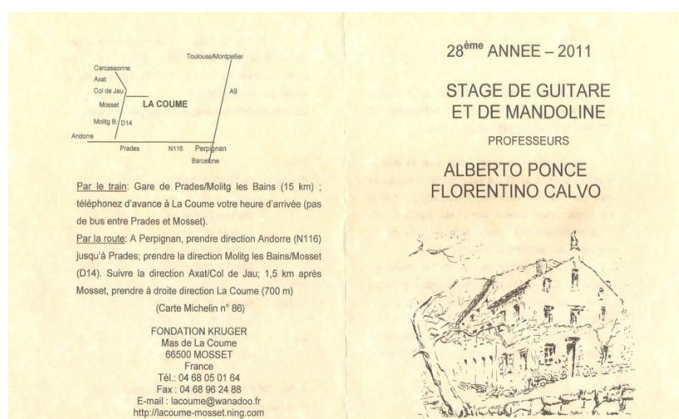 Toulouse/Montpellier
Carcassonne
Axat
Col de Jau
A9
Mosset
LA COUME
Molitg B.
D14
Andorre
Prades
N116
Perpignan
Barcelone
Par le train: Gare de Prades/Molitg les Bains (15 km) ;
téléphonez d'avance à La Coume votre heure d'arrivée (pas
de bus entre Prades et Mosset).
Par la route: A Perpignan, prendre direction Andorre (N116)
jusqu'à Prades; prendre la direction Molitg les Bains/Mosset
(D14). Suivre la direction Axat/Col de Jau; 1,5 km après
Mosset, prendre à droite direction La Coume (700 m)
(Carte Michelin n° 86)
FONDATION KRUGER
Mas de La Coume
66500 MOSSET
France
Tél.: 04 68 05 01 64
Fax : 04 68 96 24 88
E-mail : lacoume@wanadoo.fr
http://lacoume-mosset.ning.com
28ème ANNEE – 2011
STAGE DE GUITARE
ET DE MANDOLINE
PROFESSEURS
ALBERTO PONCE
FLORENTINO CALVO